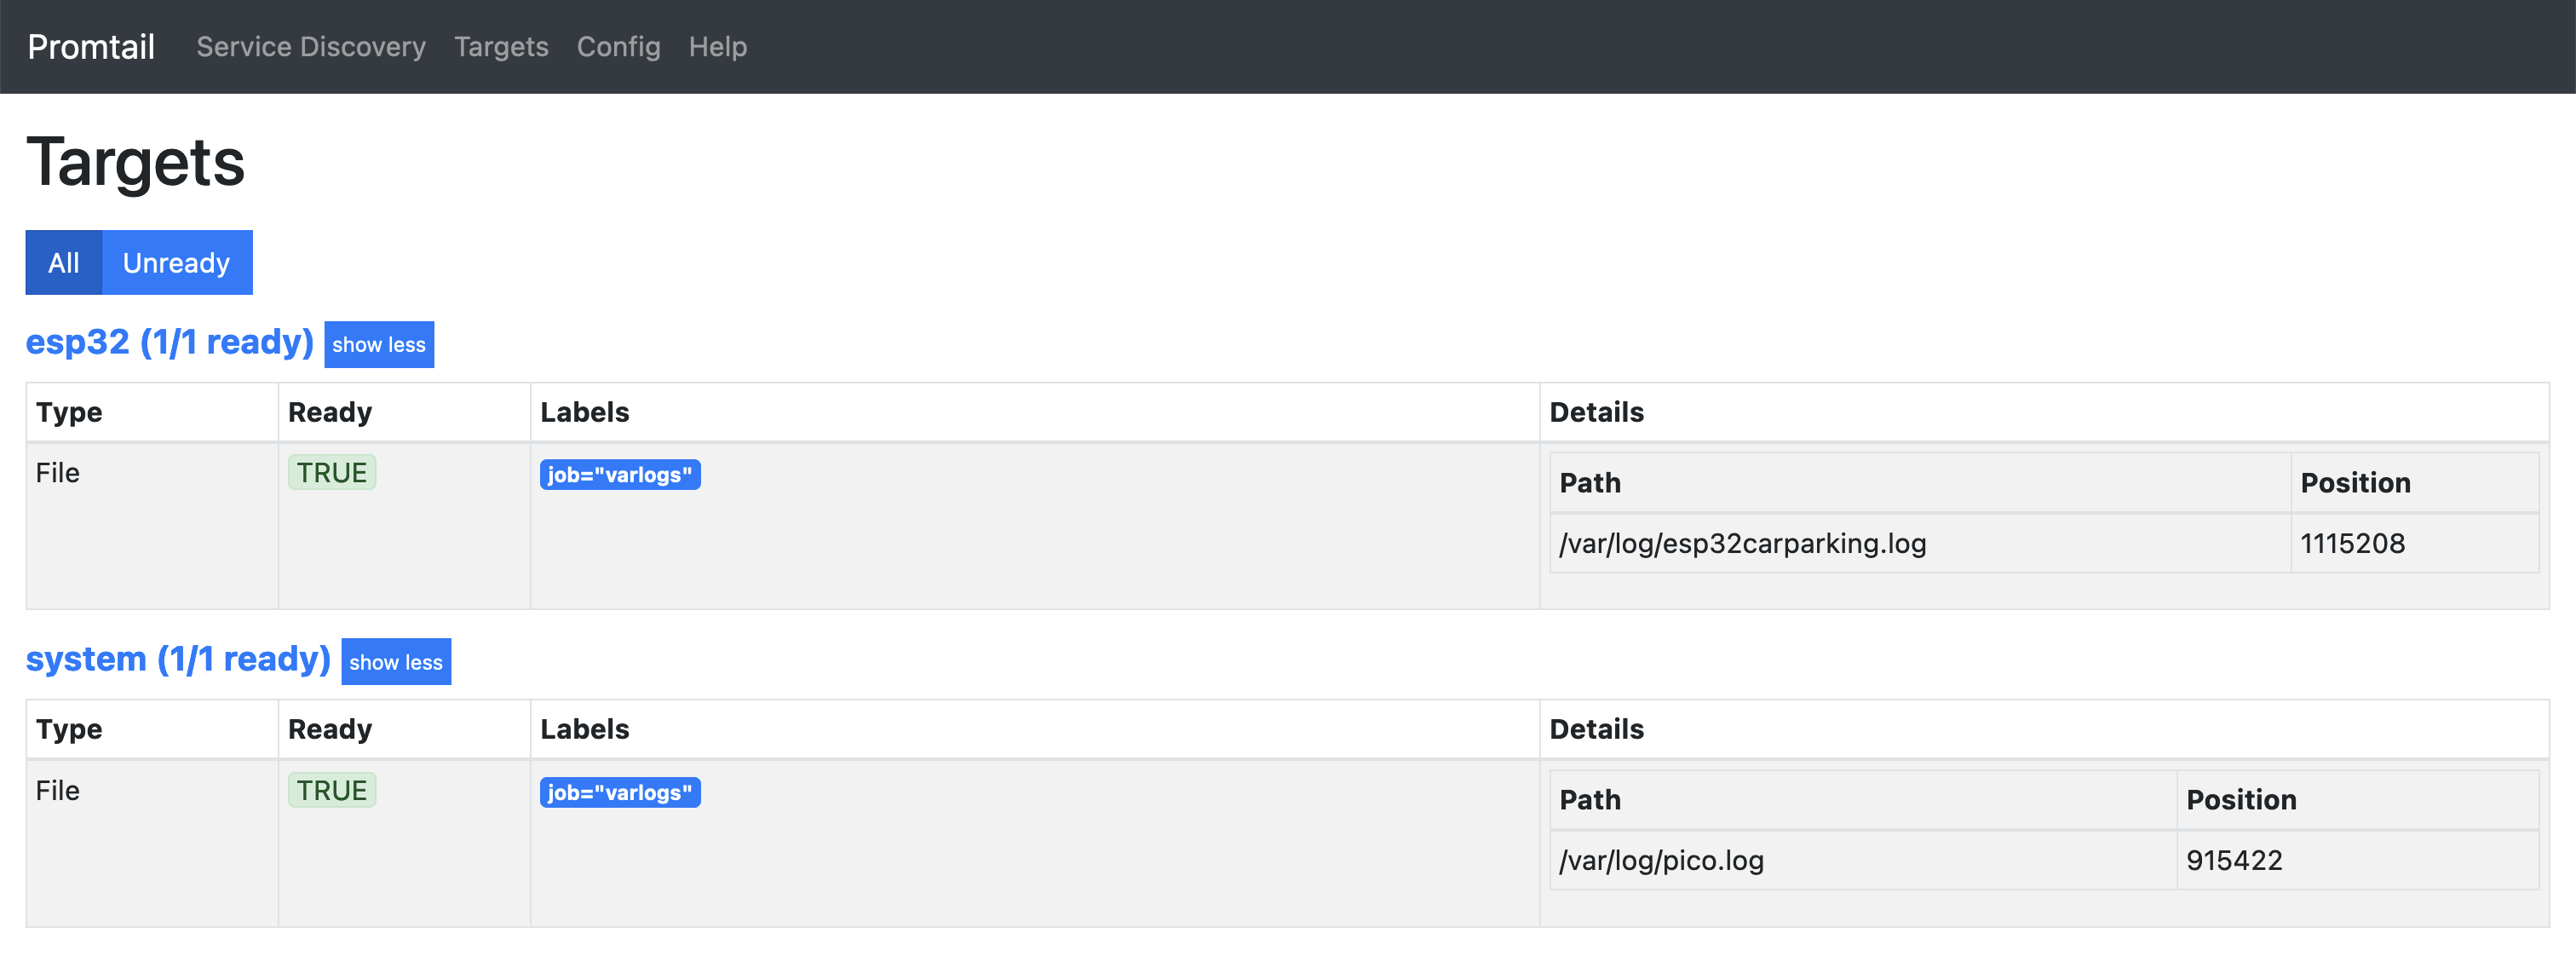 Promtail Service Discovery Targets Config Help
Targets
All Unready
esp32 (1/1 ready) show less
Type Ready Labels Details
File TRUE job="varlogs"
Path Position
/var/log/esp32carparking.log 1115208
system (1/1 ready) show less
Type Ready Labels Details
File TRUE job="varlogs"
Path Position
/var/log/pico.log 915422